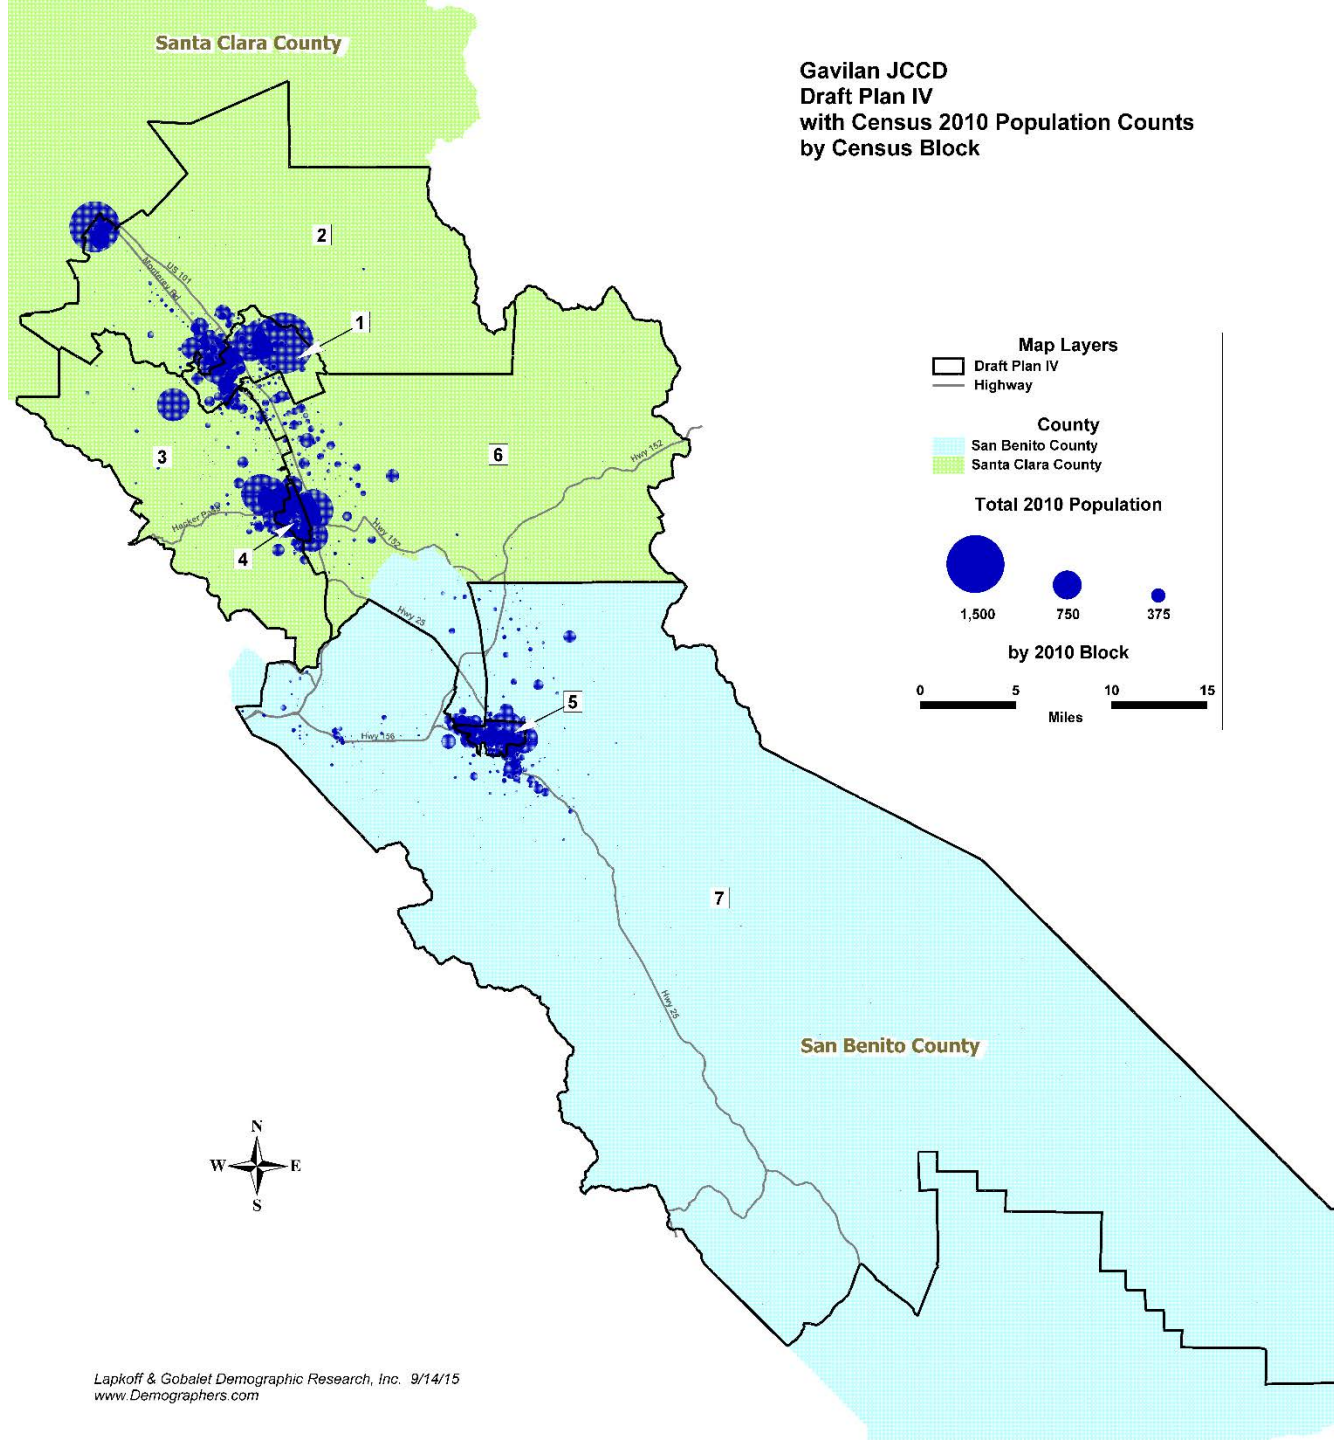 Santa Clara County
Gavilan JCCD
Draft Plan IV
with Census 2010 Population Counts
by Census Block
2
US 101
Monterey Rd
1
Map Layers
Draft Plan IV
Highway
County
San Benito County
Santa Clara County
3
6
Hwy 152
Total 2010 Population
Hecker Pass
Hwy 152
4
1,500
750
375
Hwy 25
by 2010 Block
0
5
10
15
Miles
5
Hwy 156
7
Hwy 25
San Benito County
N
W
E
S
Lapkoff & Gobalet Demographic Research, Inc. 9/14/15
www.Demographers.com